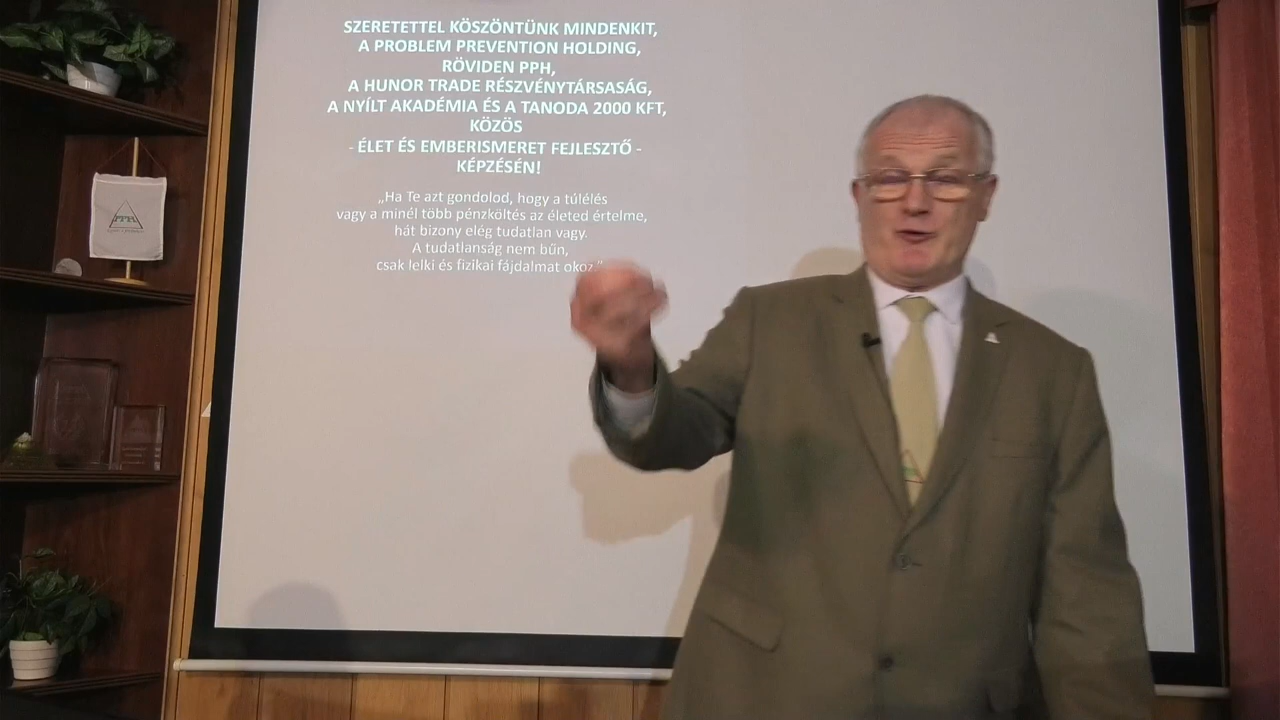 SZERETETTEL KÖSZÖNTÜNK MINDENKIT,
A PROBLEM PREVENTION HOLDING,
RÖVIDEN PPH,
A HUNOR TRADE RÉSZVÉNYTÁRSASÁG,
A NYÍLT AKADÉMIA ÉS A TANODA 2000 KFT,
KÖZÖS
- ÉLET ÉS EMBERISMERET FEJLESZTŐ -
KÉPZÉSÉN!
„Ha Te azt gondolod, hogy a túlélés
vagy a minél több pénzköltés az életed értelme,
hát bizony elég tudatlan vagy.
A tudatlanság nem bűn,
csak lelki és fizikai fájdalmat okoz.”